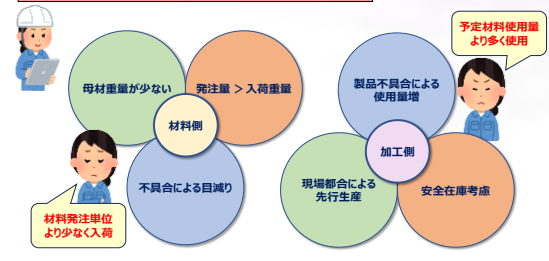 母材重量が少ない
発注量 > 入荷重量
材料側
不具合による目減り
材料発注単位
より少なく入荷
予定材料使用量
より多く使用
製品不具合による
使用量増
加工側
現場都合による
先行生産
安全在庫考慮